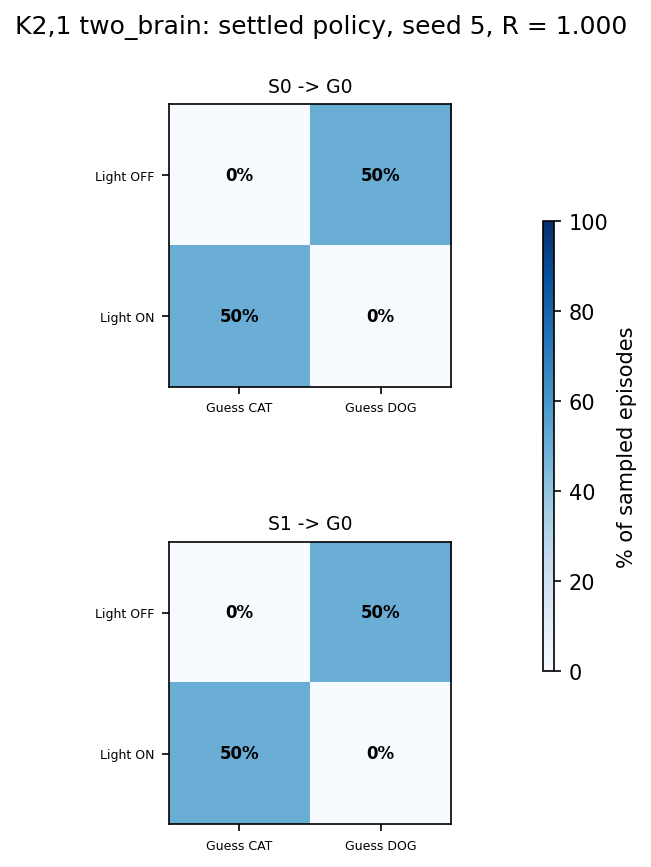 K2,1 two_brain: settled policy, seed 5, R = 1.000
S0 -> G0
Light OFF
0%
50%
Light ON
50%
0%
Guess CAT
Guess DOG
S1 -> G0
Light OFF
0%
50%
Light ON
50%
0%
Guess CAT
Guess DOG
100
80
60
40
20
0
% of sampled episodes